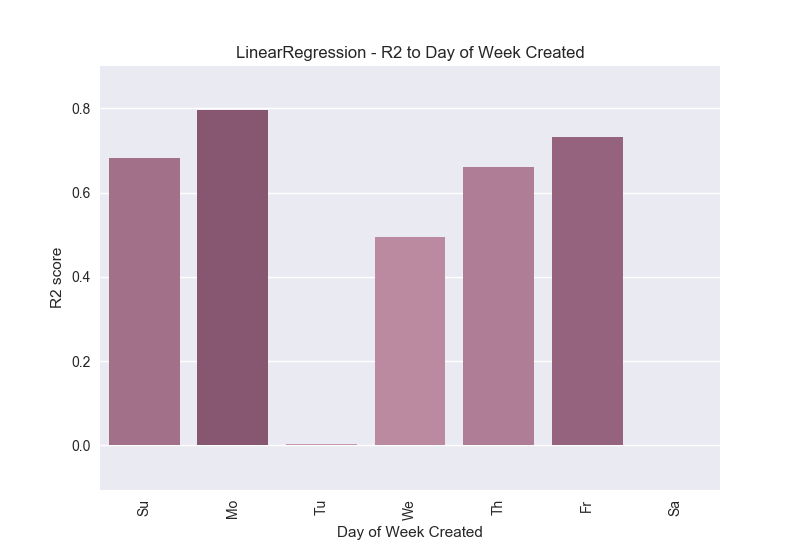 LinearRegression - R2 to Day of Week Created
0.8
0.6
0.4
0.2
0.0
R2 score
Su Mo Tu We Th Fr Sa
Day of Week Created